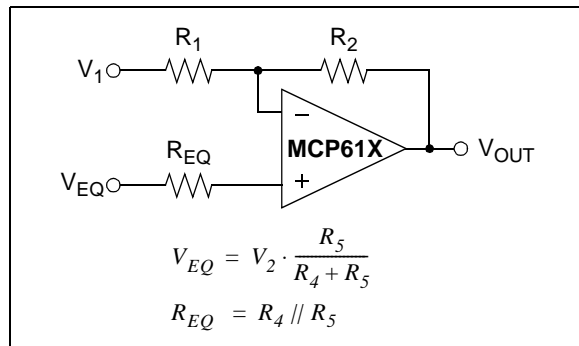 R1 R2
V1
−
MCP61X
VOUT
REQ
VEQ
+
VEQ = V2 · R5 / (R4 + R5)
REQ = R4 // R5